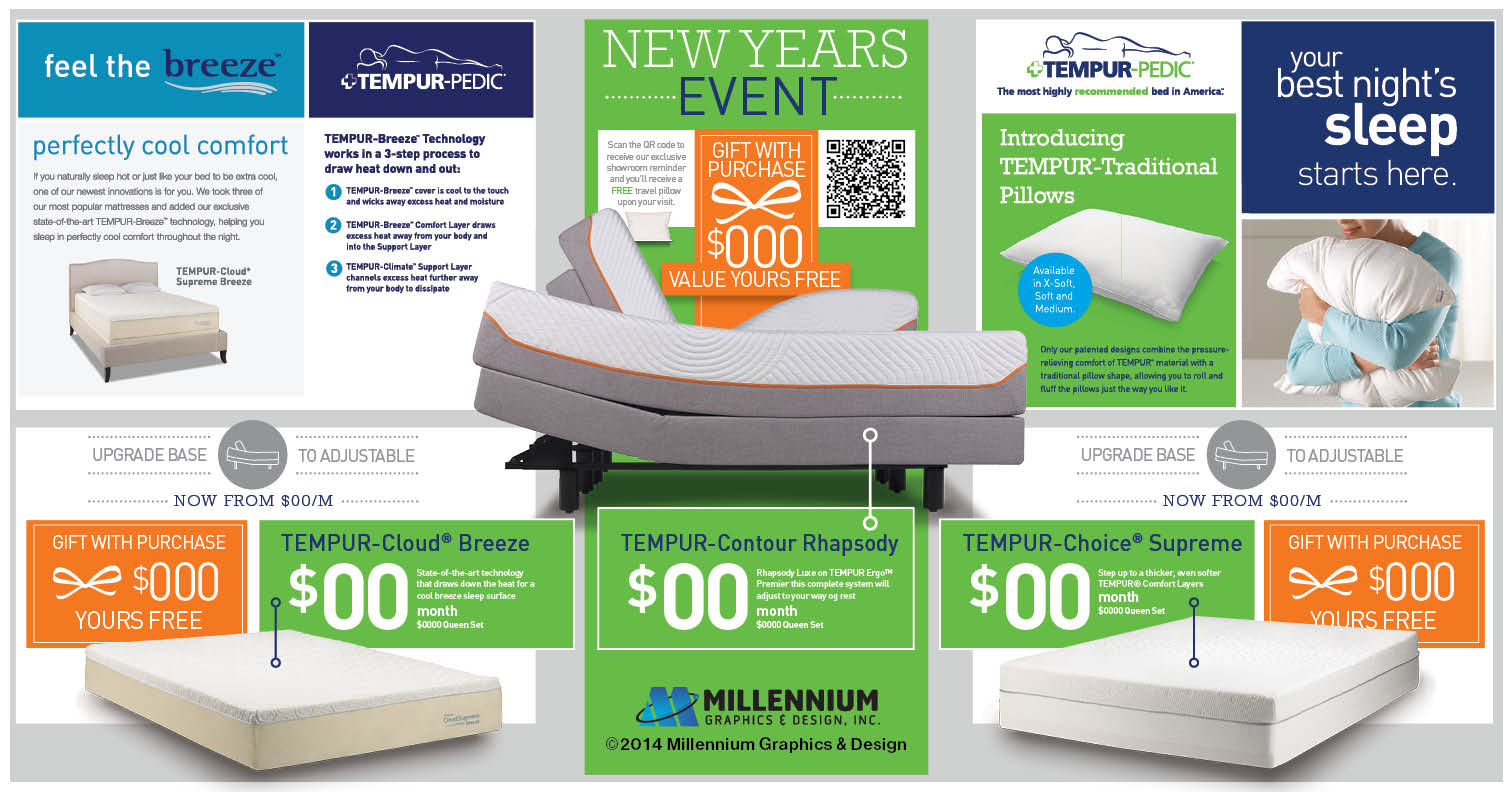 feel the breeze™
perfectly cool comfort
If you naturally sleep hot or just like your bed to be extra cool,
one of our newest innovations is for you. We took three of
our most popular mattresses and added our exclusive
state-of-the-art TEMPUR-Breeze™ technology, helping you
sleep in perfectly cool comfort throughout the night.
TEMPUR-Cloud®
Supreme Breeze
TEMPUR-PEDIC®
TEMPUR-Breeze™ Technology
works in a 3-step process to
draw heat down and out:
1 TEMPUR-Breeze™ cover is cool to the touch
and wicks away excess heat and moisture
2 TEMPUR-Breeze™ Comfort Layer draws
excess heat away from your body and
into the Support Layer
3 TEMPUR-Climate™ Support Layer
channels excess heat further away
from your body to dissipate
NEW YEARS
EVENT
Scan the QR code to
receive our exclusive
showroom reminder
and you'll receive a
FREE travel pillow
upon your visit.
GIFT WITH
PURCHASE
$000
VALUE YOURS FREE
TEMPUR-PEDIC®
The most highly recommended bed in America.™
Introducing
TEMPUR®-Traditional
Pillows
Available
in X-Soft,
Soft and
Medium.
Only our patented designs combine the pressure-
relieving comfort of TEMPUR® material with a
traditional pillow shape, allowing you to roll and
fluff the pillows just the way you like it.
your
best night's
sleep
starts here.
UPGRADE BASE TO ADJUSTABLE
NOW FROM $00/M
GIFT WITH PURCHASE
$000
YOURS FREE
TEMPUR-Cloud® Breeze
$00
State-of-the-art technology
that draws down the heat for a
cool breeze sleep surface
month
$0000 Queen Set
TEMPUR-Contour Rhapsody
$00
Rhapsody Luxe on TEMPUR Ergo™
Premier this complete system will
adjust to your way og rest
month
$0000 Queen Set
UPGRADE BASE TO ADJUSTABLE
NOW FROM $00/M
TEMPUR-Choice® Supreme
$00
Step up to a thicker, even softer
TEMPUR® Comfort Layers
month
$0000 Queen Set
GIFT WITH PURCHASE
$000
YOURS FREE
MILLENNIUM
GRAPHICS & DESIGN, INC.
©2014 Millennium Graphics & Design